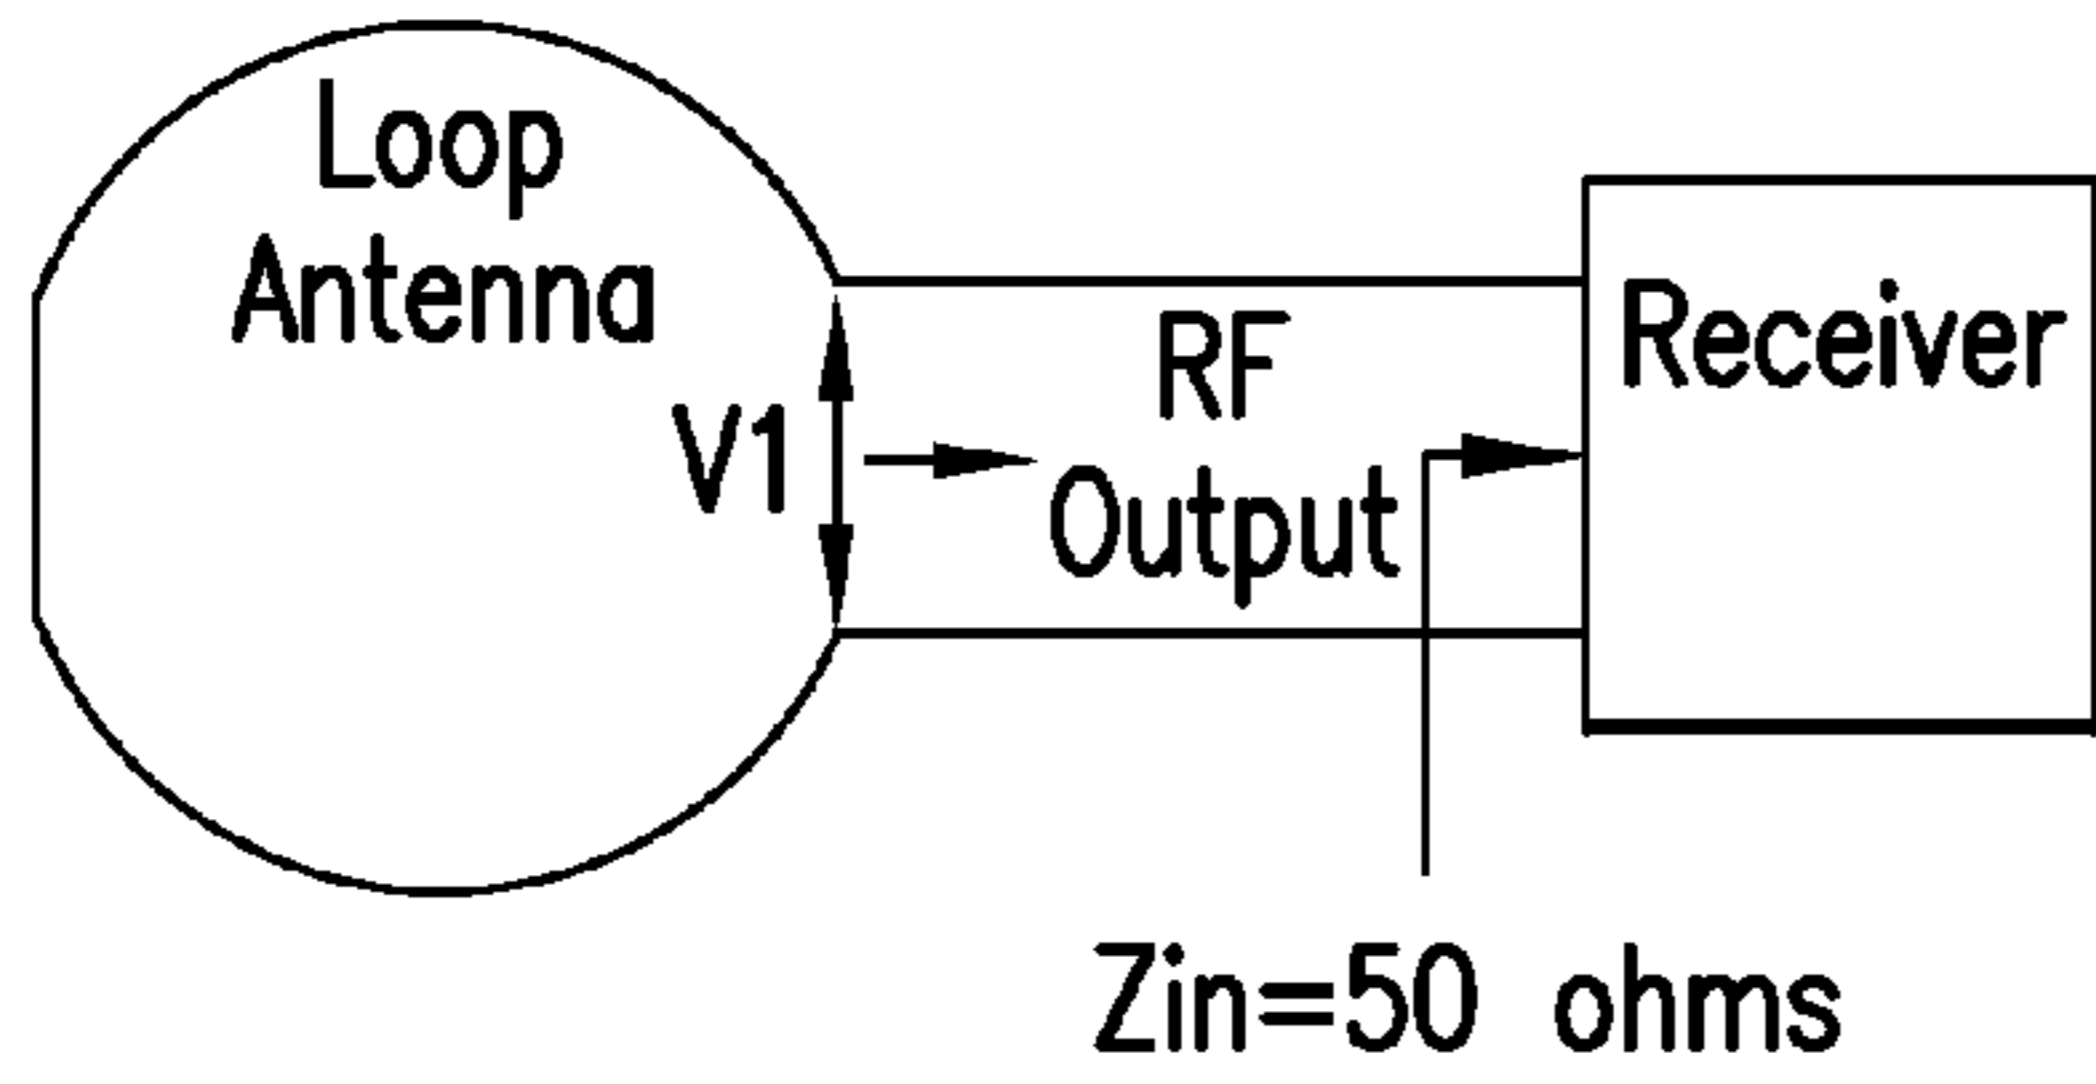 Loop
Antenna
V1
RF
Output
Receiver
Zin=50 ohms